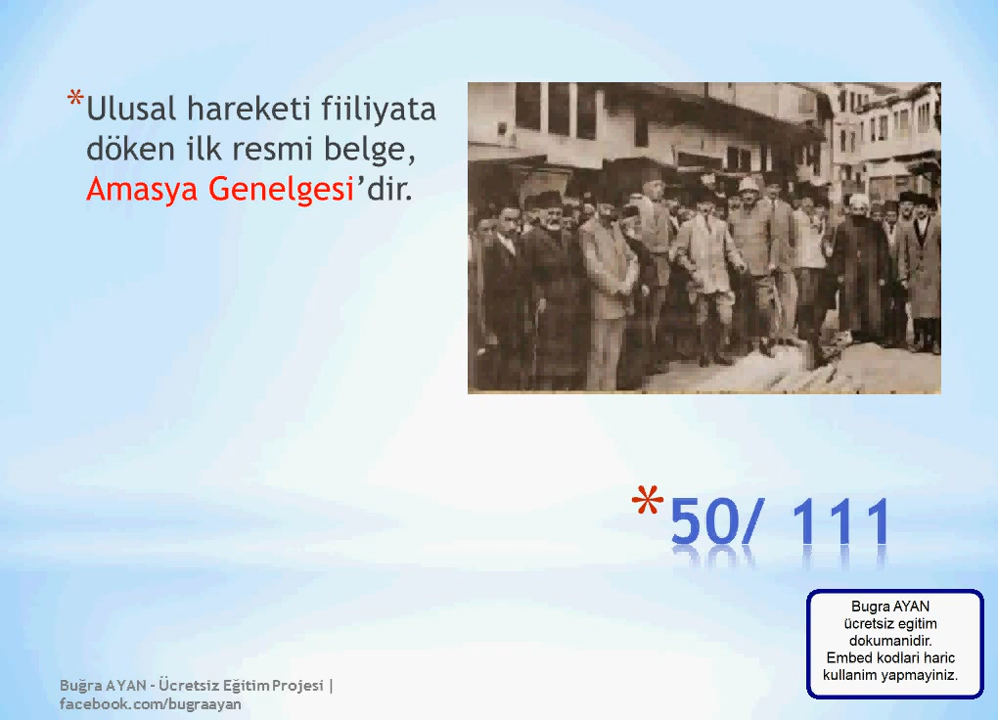 *Ulusal hareketi fiiliyata
döken ilk resmi belge,
Amasya Genelgesi’dir.
*50/ 111
Bugra AYAN
ücretsiz egitim
dokumanidir.
Embed kodlari haric
kullanim yapmayiniz.
Buğra AYAN - Ücretsiz Eğitim Projesi |
facebook.com/bugraayan